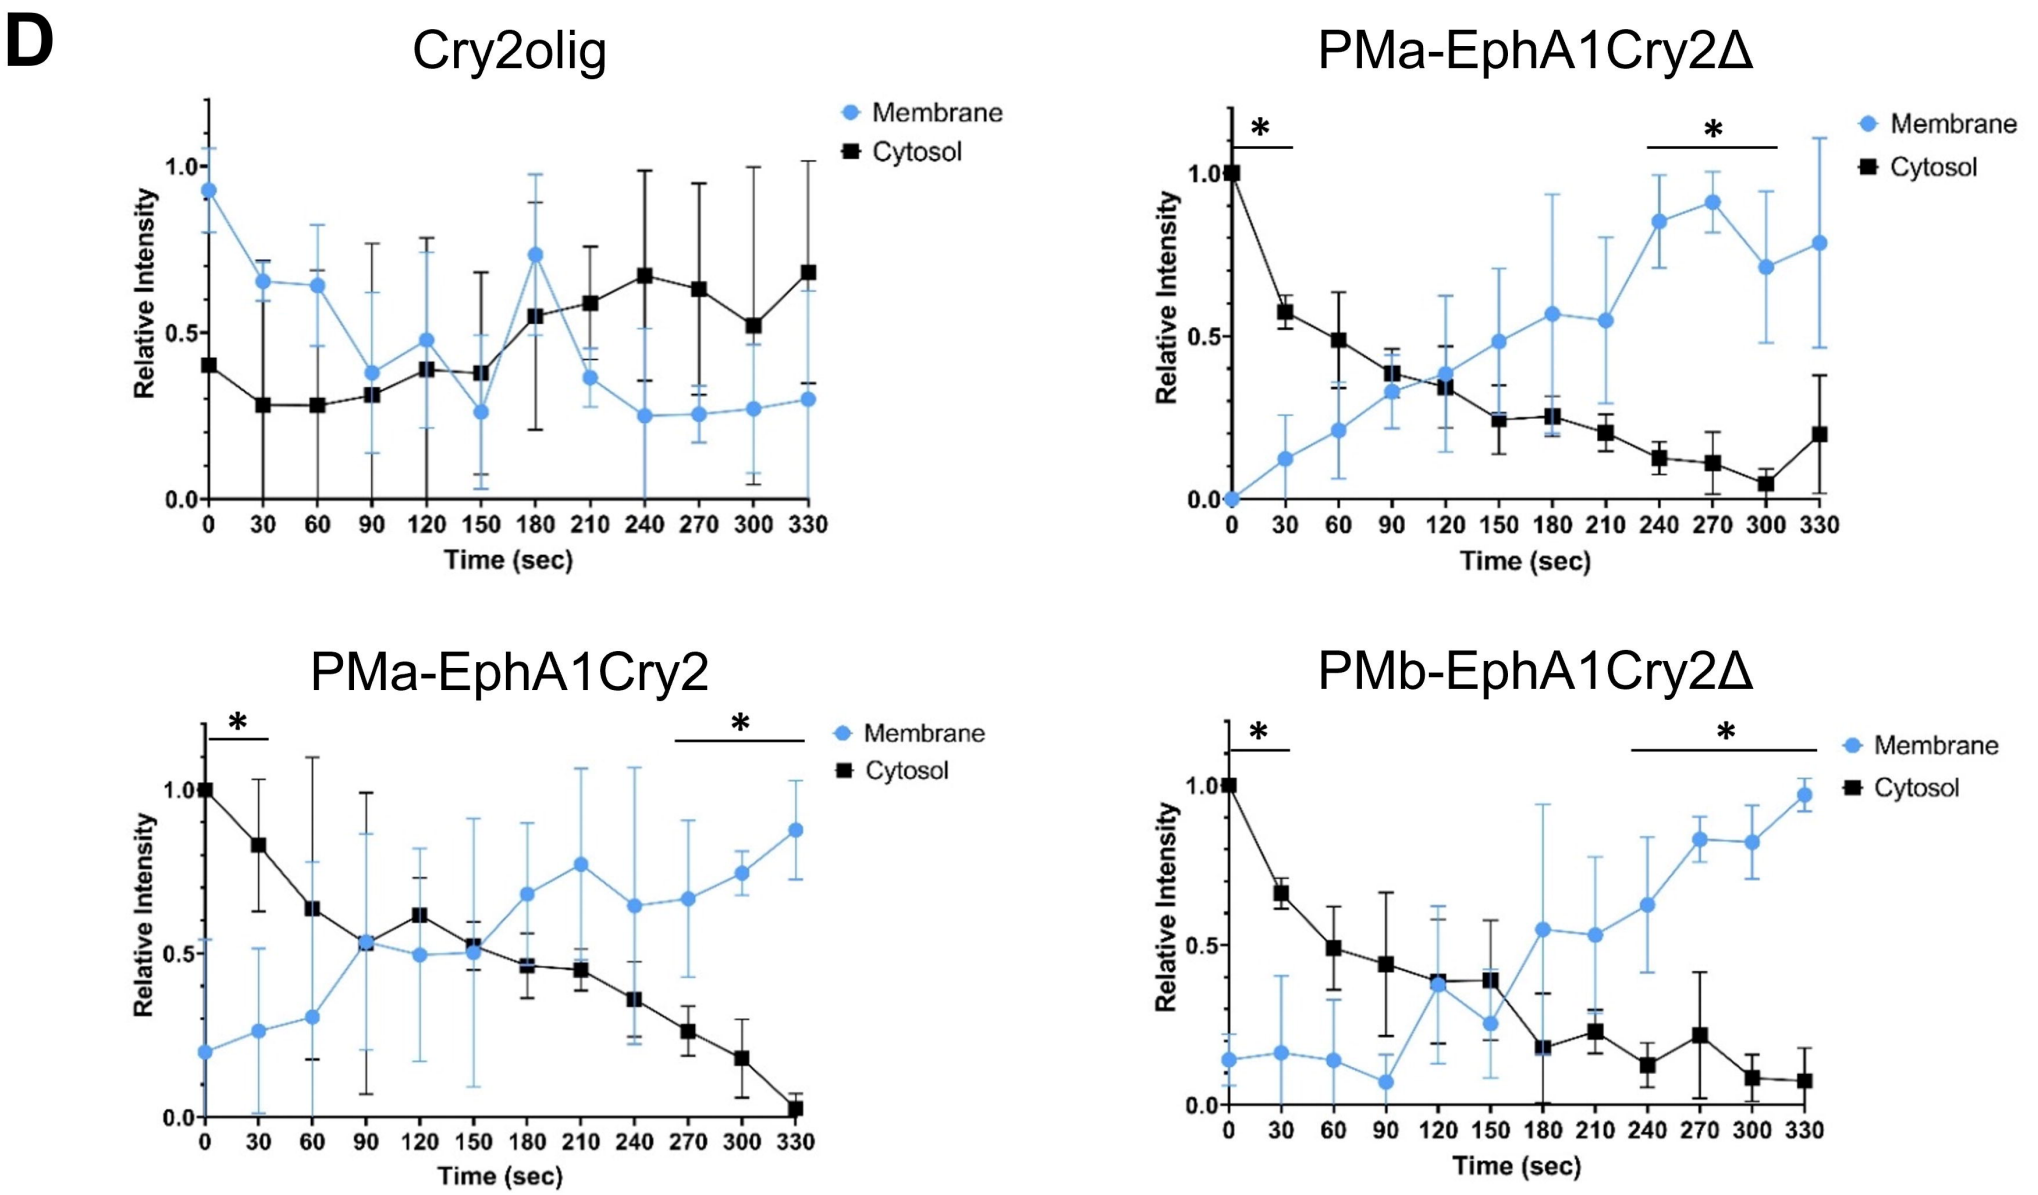 D
Cry2olig
Membrane
Cytosol
Relative Intensity
1.0
0.5
0.0
0 30 60 90 120 150 180 210 240 270 300 330
Time (sec)
PMa-EphA1Cry2Δ
* *
Membrane
Cytosol
Relative Intensity
1.0
0.5
0.0
0 30 60 90 120 150 180 210 240 270 300 330
Time (sec)
PMa-EphA1Cry2
* *
Membrane
Cytosol
Relative Intensity
1.0
0.5
0.0
0 30 60 90 120 150 180 210 240 270 300 330
Time (sec)
PMb-EphA1Cry2Δ
* *
Membrane
Cytosol
Relative Intensity
1.0
0.5
0.0
0 30 60 90 120 150 180 210 240 270 300 330
Time (sec)